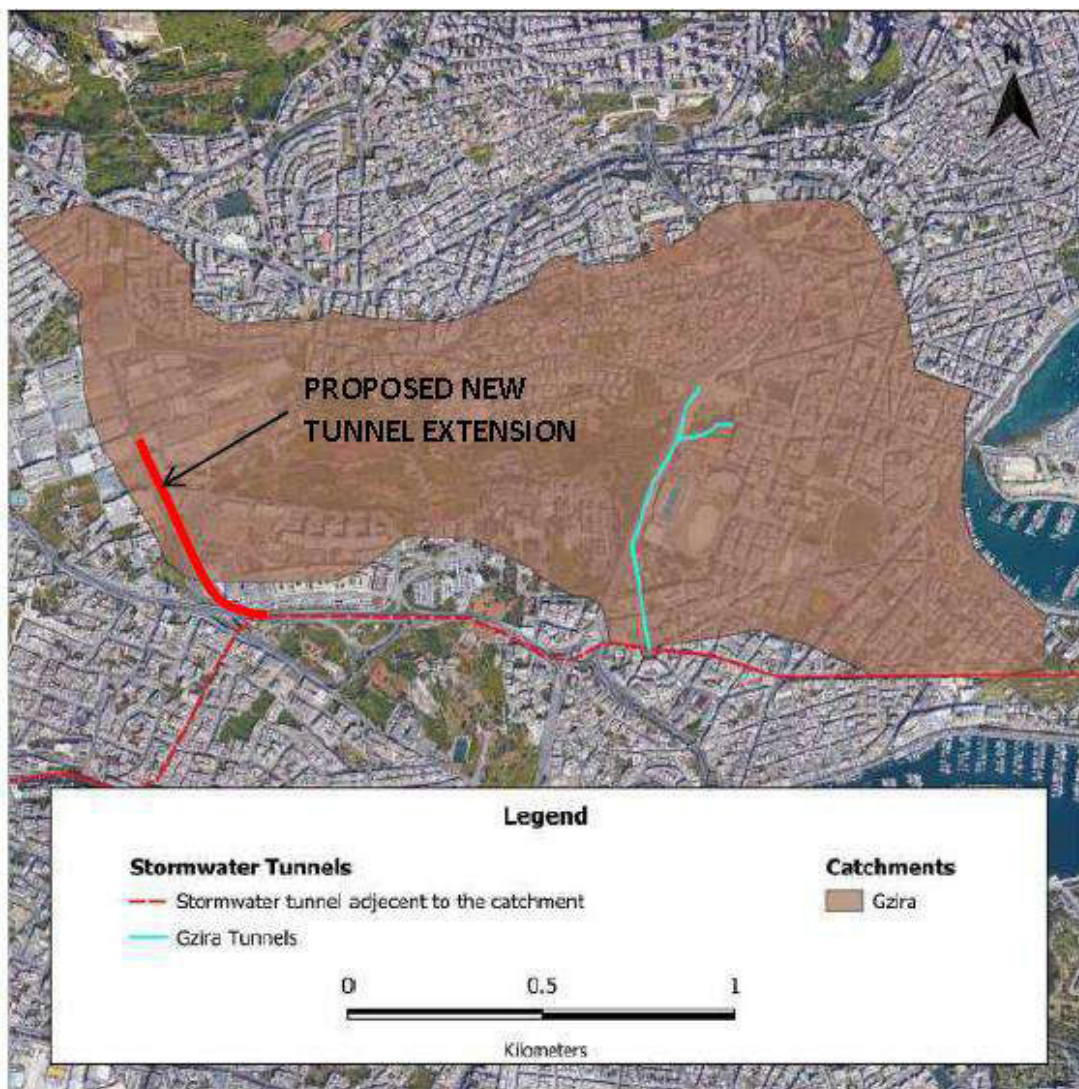 N
PROPOSED NEW
TUNNEL EXTENSION
Legend
Stormwater Tunnels
Stormwater tunnel adjecent to the catchment
Gzira Tunnels
Catchments
Gzira
0 0.5 1
Kilometers